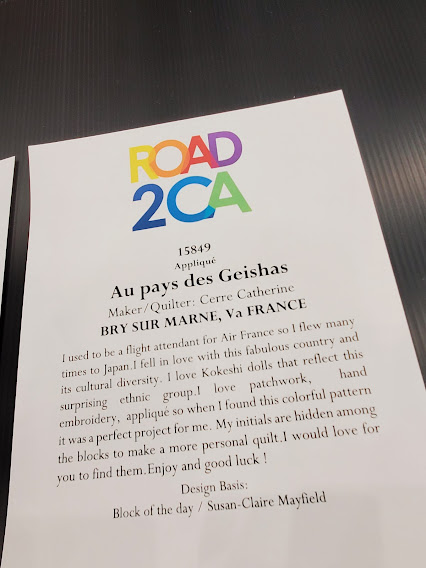 ROAD
2CA
15849
Appliqué
Au pays des Geishas
Maker/Quilter: Cerre Catherine
BRY SUR MARNE, Va FRANCE
I used to be a flight attendant for Air France so I flew many
times to Japan.I fell in love with this fabulous country and
its cultural diversity. I love Kokeshi dolls that reflect this
surprising ethnic group.I love patchwork, hand
embroidery, appliqué so when I found this colorful pattern
it was a perfect project for me. My initials are hidden among
the blocks to make a more personal quilt.I would love for
you to find them.Enjoy and good luck !
Design Basis:
Block of the day / Susan-Claire Mayfield